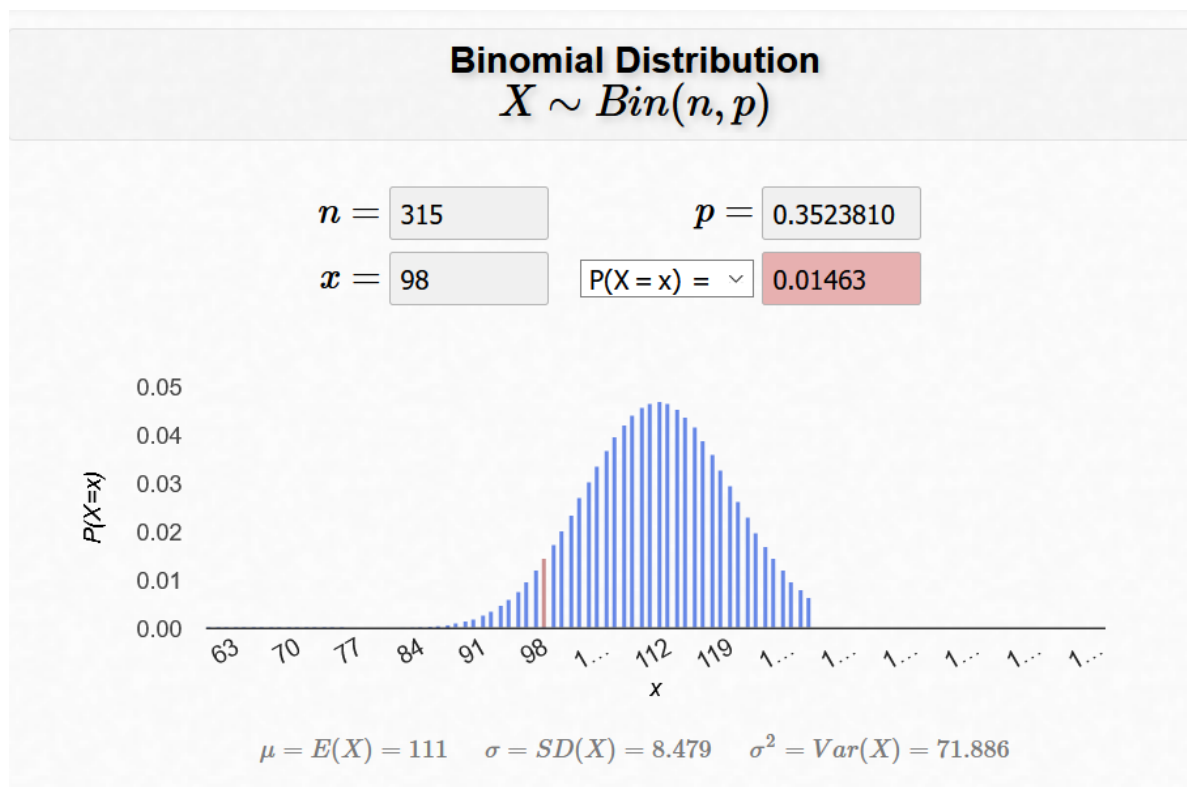 Binomial Distribution
X ∼ Bin(n, p)
n = 315 p = 0.3523810
x = 98 P(X = x) = 0.01463
0.05
0.04
0.03
0.02
0.01
0.00
P(X=x)
63 70 77 84 91 98 1... 112 119 1... 1... 1... 1... 1... 1...
x
μ = E(X) = 111 σ = SD(X) = 8.479 σ² = Var(X) = 71.886